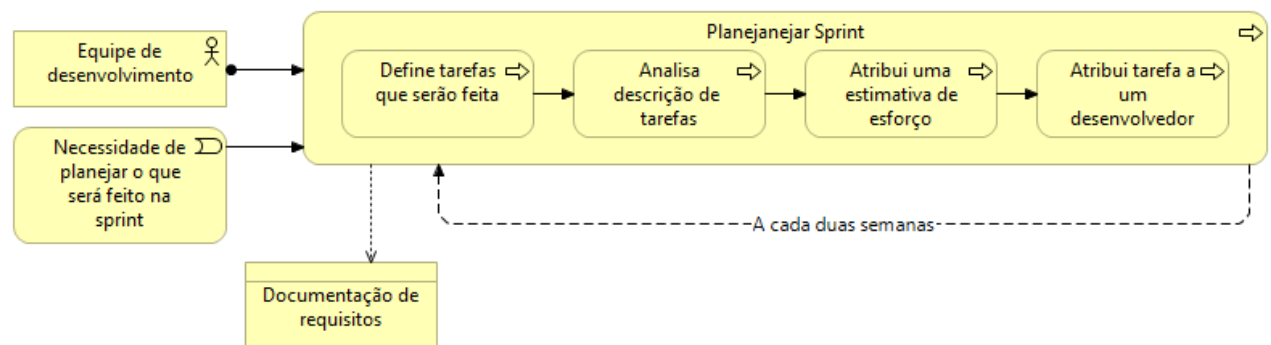 Planejanejar Sprint
Equipe de
desenvolvimento
Define tarefas
que serão feita
Analisa
descrição de
tarefas
Atribui uma
estimativa de
esforço
Atribui tarefa a
um
desenvolvedor
Necessidade de
planejar o que
será feito na
sprint
A cada duas semanas
Documentação de
requisitos